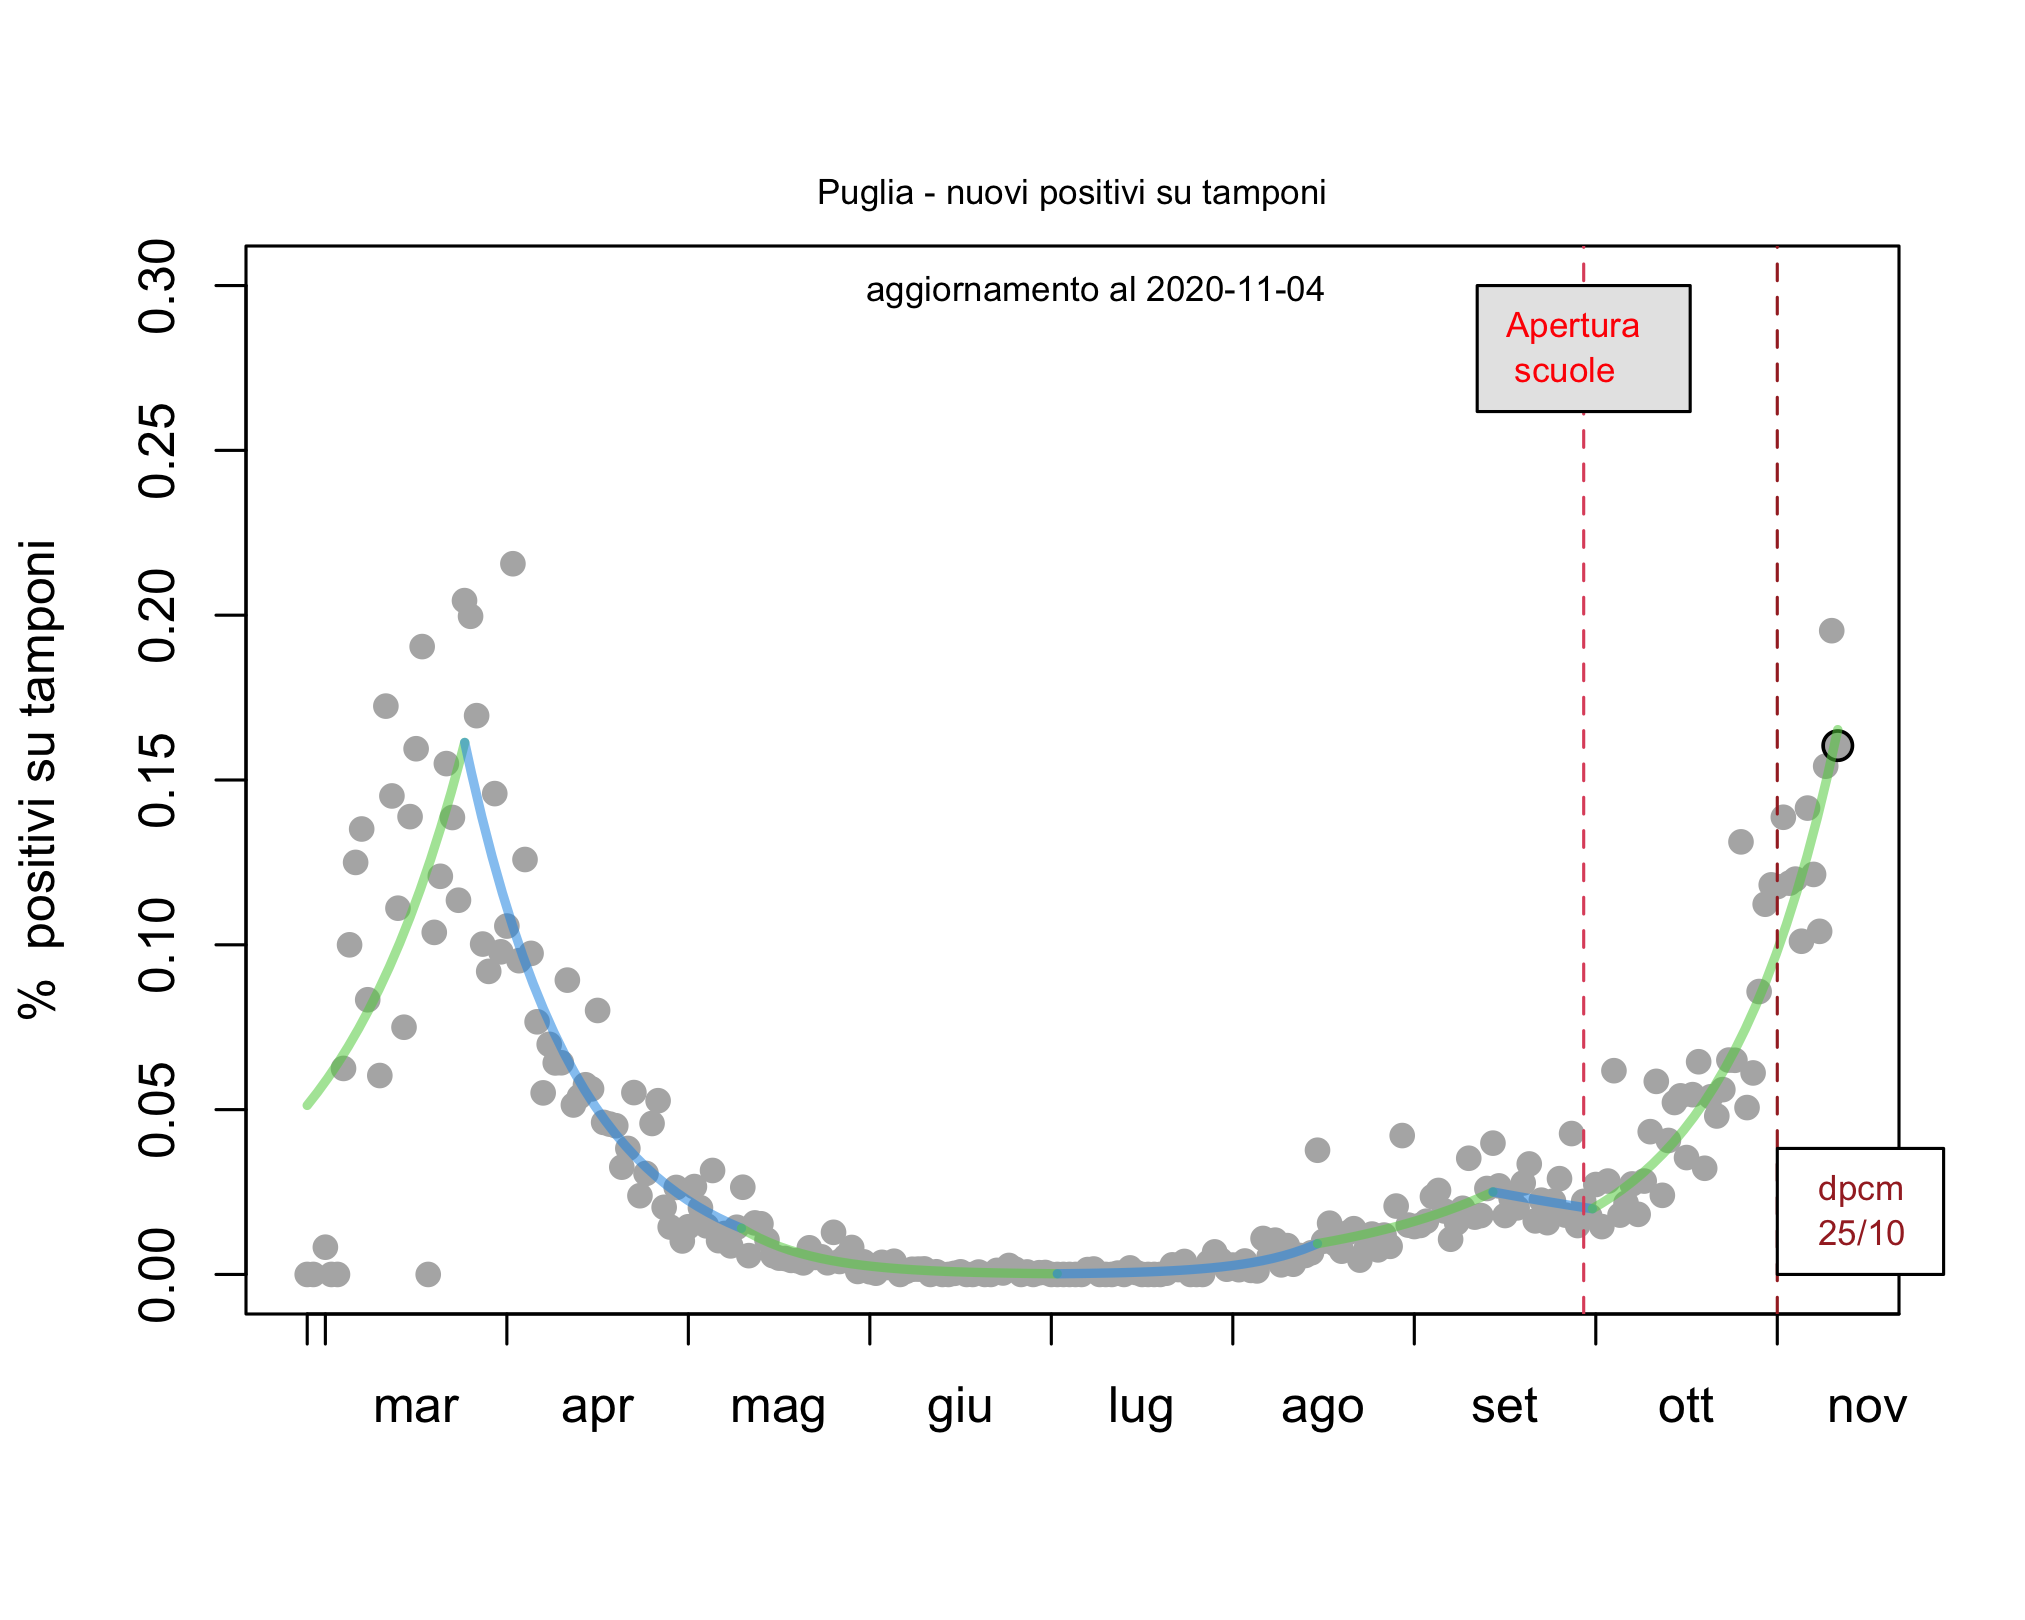 Puglia - nuovi positivi su tamponi
aggiornamento al 2020-11-04
Apertura
scuole
dpcm
25/10
% positivi su tamponi
0.30
0.25
0.20
0.15
0.10
0.05
0.00
mar apr mag giu lug ago set ott nov